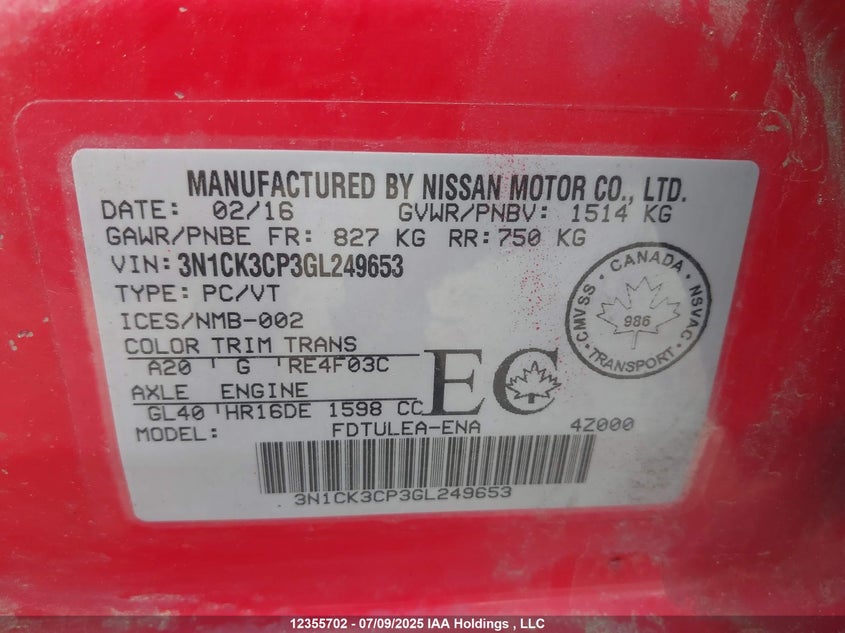 MANUFACTURED BY NISSAN MOTOR CO., LTD.
DATE: 02/16 GVWR/PNBV: 1514 KG
GAWR/PNBE FR: 827 KG RR: 750 KG
VIN: 3N1CK3CP3GL249653
TYPE: PC/VT
ICES/NMB-002
COLOR TRIM TRANS
A20 G RE4F03C
AXLE ENGINE
GL40 HR16DE 1598 CC
MODEL: FDTULEA-ENA 4Z000
3N1CK3CP3GL249653
EC
CMVSS • CANADA • NSVAC • TRANSPORT •
986
12355702 - 07/09/2025 IAA Holdings , LLC